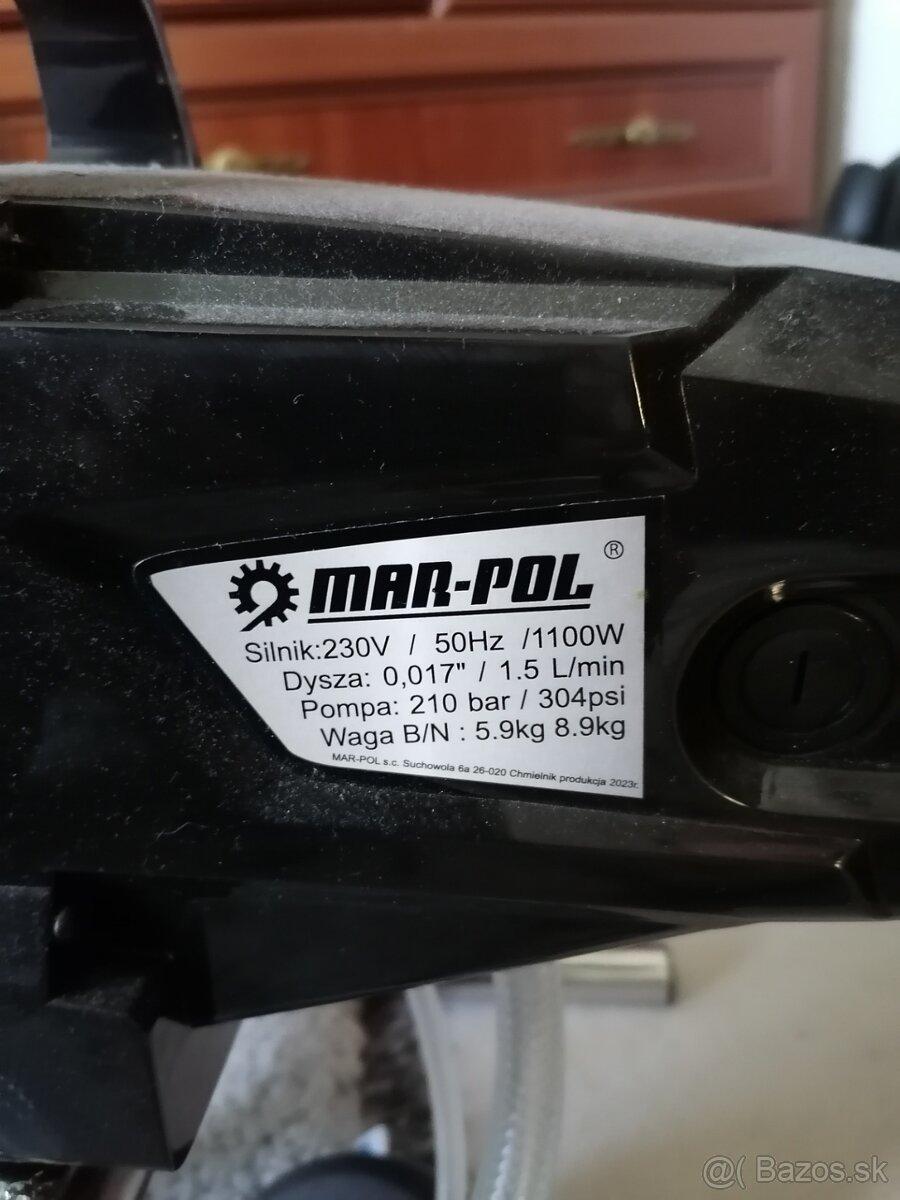 MAR-POL ®
Silnik:230V / 50Hz /1100W
Dysza: 0,017" / 1.5 L/min
Pompa: 210 bar / 304psi
Waga B/N : 5.9kg 8.9kg
MAR-POL s.c. Suchowola 6a 26-020 Chmielnik produkcja 2023r.
@( Bazos.sk